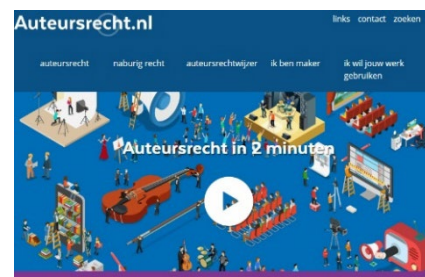 Auteursrecht.nl
links contact zoeken
auteursrecht naburig recht auteursrechtwijzer ik ben maker ik wil jouw werk
gebruiken
Auteursrecht in 2 minuten